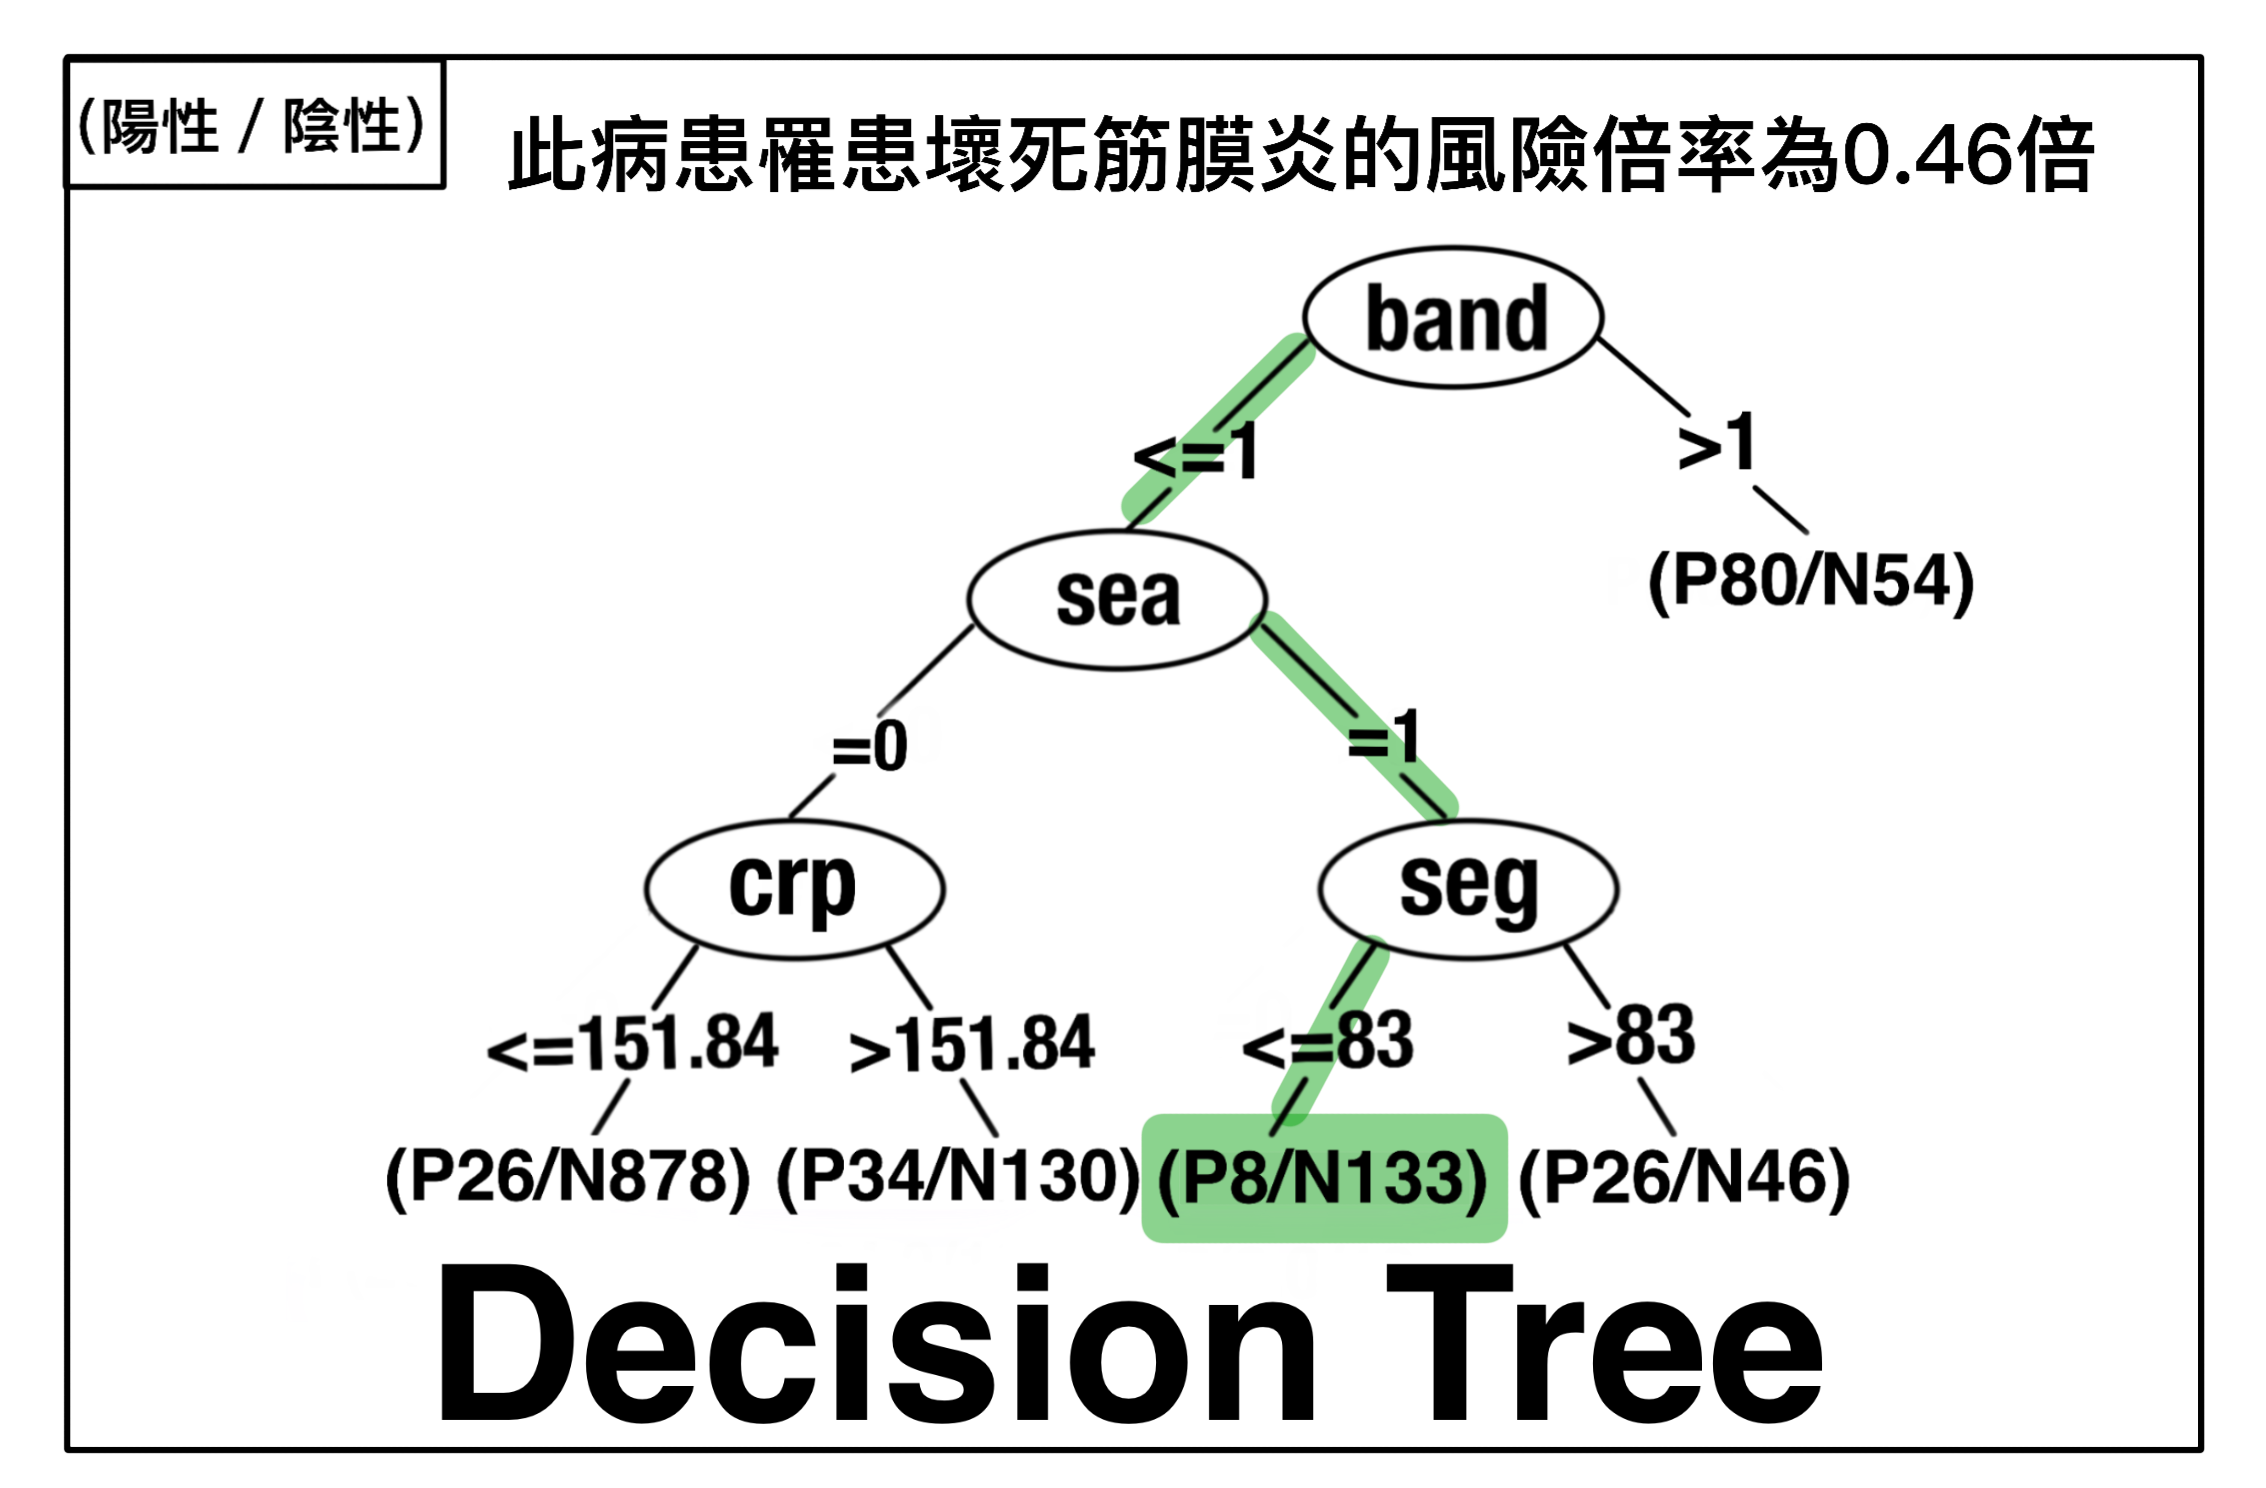 (陽性 / 陰性)
此病患罹患壞死筋膜炎的風險倍率為0.46倍
band
<=1
>1
sea
(P80/N54)
=0
=1
crp
seg
<=151.84
>151.84
<=83
>83
(P26/N878)
(P34/N130)
(P8/N133)
(P26/N46)
Decision Tree